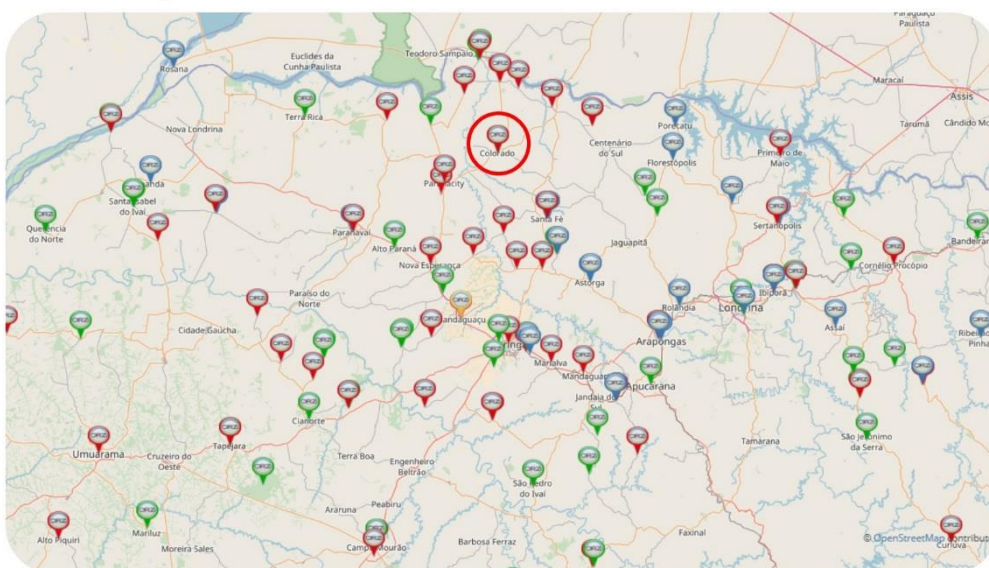 Paraguaçu
Paulista
Euclides da
Cunha Paulista
Teodoro Sampaio
Rosana
Maracaí
Assis
Terra Rica
Nova Londrina
Porecatu
Tarumã
Cândido Mo
Colorado
Centenário
do Sul
Florestópolis
Primeiro de
Maio
Santa Isabel
do Ivaí
Querência
do Norte
Paranavaí
Santa Fé
Sertanópolis
Alto Paraná
Jaguapitã
Bandeiran
Nova Esperança
Cornélio Procópio
Astorga
Paraíso do
Norte
Rolândia
Ibiporã
Londrina
Cidade Gaúcha
Mandaguaçu
Assaí
Ribei
Pinha
Arapongas
Marialva
Mandaguar
Apucarana
Jandaia do
Sul
Cianorte
Tapejara
Umuarama
Cruzeiro do
Oeste
Terra Boa
Engenheiro
Beltrão
Tamarana
São Jerônimo
da Serra
São Pedro
do Ivaí
Araruna
Peabiru
Mariluz
Alto Piquiri
Moreira Sales
Campo Mourão
Barbosa Ferraz
Faxinal
© OpenStreetMap contribut
Curiúva